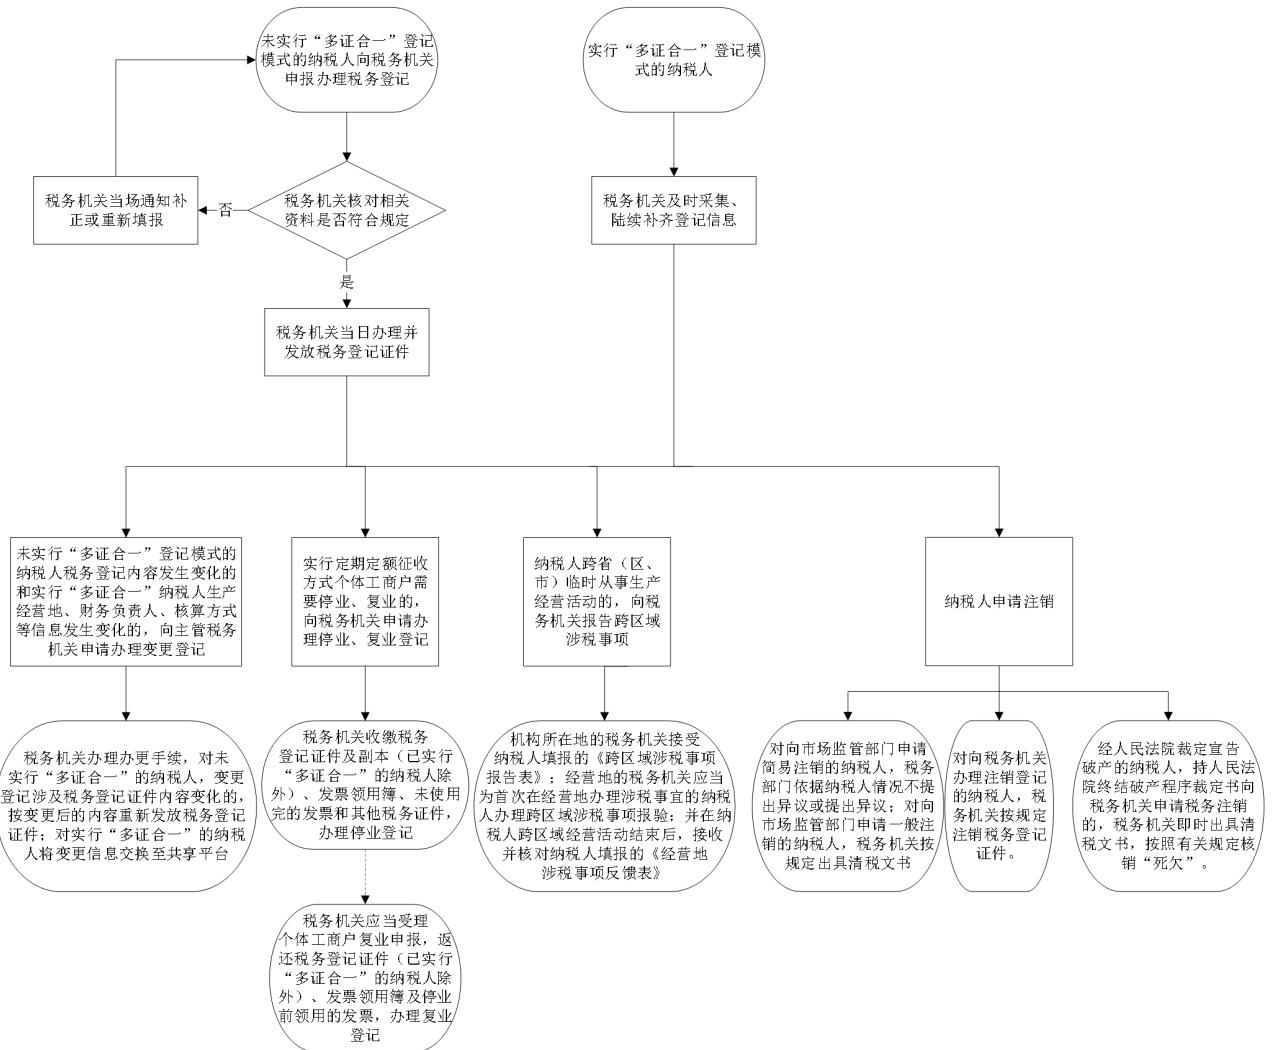 未实行“多证合一”登记
模式的纳税人向税务机关
申报办理税务登记
实行“多证合一”登记模
式的纳税人
税务机关当场通知补
正或重新填报
否
税务机关核对相关
资料是否符合规定
税务机关及时采集、
陆续补齐登记信息
是
税务机关当日办理并
发放税务登记证件
未实行“多证合一”登记模式的
纳税人税务登记内容发生变化的
和实行“多证合一”纳税人生产
经营地、财务负责人、核算方式
等信息发生变化的，向主管税务
机关申请办理变更登记
实行定期定额征收
方式个体工商户需
要停业、复业的，
向税务机关申请办
理停业、复业登记
纳税人跨省（区、
市）临时从事生产
经营活动的，向税
务机关报告跨区域
涉税事项
纳税人申请注销
税务机关办理办更手续，对未
实行“多证合一”的纳税人，变更
登记涉及税务登记证件内容变化的，
按变更后的内容重新发放税务登记
证件；对实行“多证合一”的纳税
人将变更信息交换至共享平台
税务机关收缴税务
登记证件及副本（已实行
“多证合一”的纳税人除
外）、发票领用簿、未使用
完的发票和其他税务证件，
办理停业登记
机构所在地的税务机关接受
纳税人填报的《跨区域涉税事项
报告表》；经营地的税务机关应当
为首次在经营地办理涉税事宜的纳税
人办理跨区域涉税事项报验；并在纳
税人跨区域经营活动结束后，接收
并核对纳税人填报的《经营地
涉税事项反馈表》
对向市场监管部门申请
简易注销的纳税人，税务
部门依据纳税人情况不提
出异议或提出异议；对向
市场监管部门申请一般注
销的纳税人，税务机关按
规定出具清税文书
对向税务机关
办理注销登记
的纳税人，税
务机关按规定
注销税务登记
证件。
经人民法院裁定宣告
破产的纳税人，持人民法
院终结破产程序裁定书向
税务机关申请税务注销
的，税务机关即时出具清
税文书，按照有关规定核
销“死欠”。
税务机关应当受理
个体工商户复业申报，返
还税务登记证件（已实行
“多证合一”的纳税人除
外）、发票领用簿及停业
前领用的发票，办理复业
登记